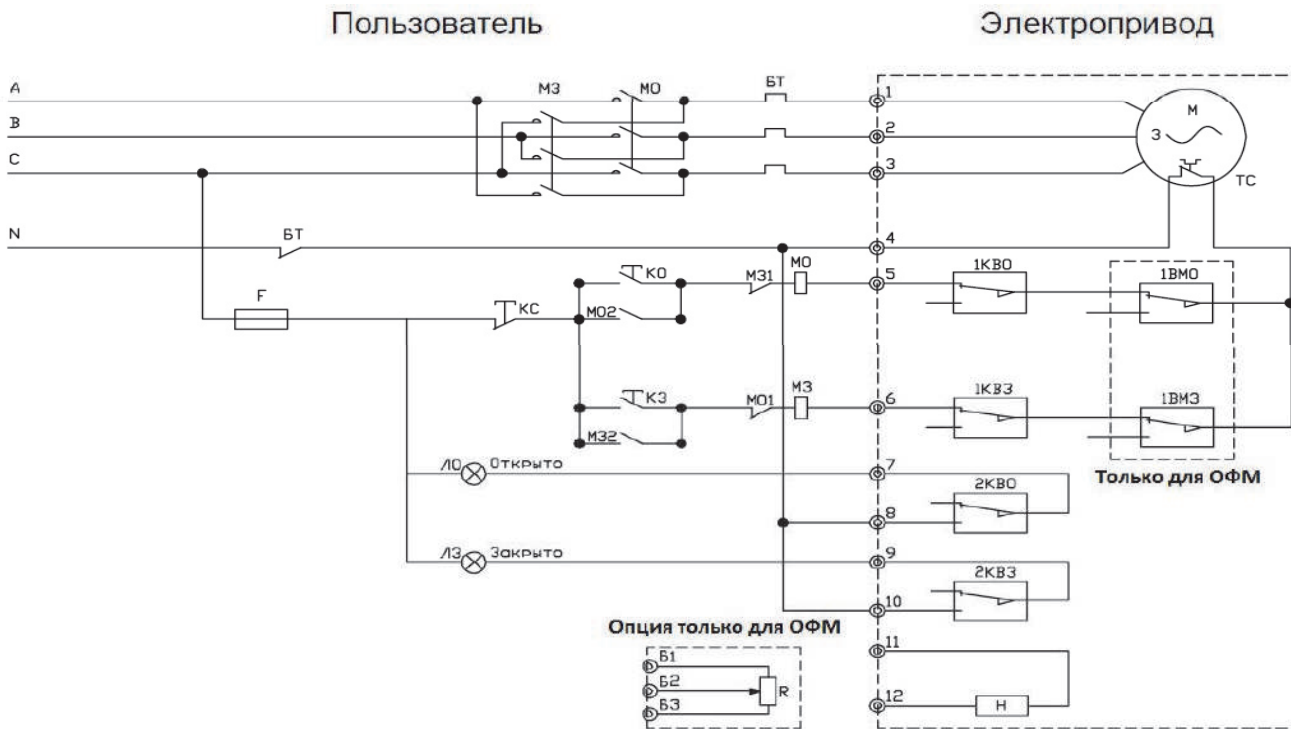 Пользователь
Электропривод
A
МЗ
МО
БТ
1
М
B
2
3
C
3
ТС
N
БТ
4
КО
МЗ1
МО
5
1КВО
1ВМО
F
КС
МО2
КЗ
МО1
МЗ
6
1КВЗ
1ВМЗ
МЗ2
ЛО
Открыто
7
Только для ОФМ
2КВО
8
ЛЗ
Закрыто
9
2КВЗ
10
Опция только для ОФМ
11
Б1
Б2
R
Б3
12
Н